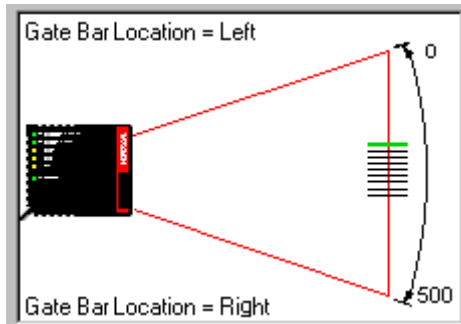 Gate Bar Location = Left
0
500
Gate Bar Location = Right